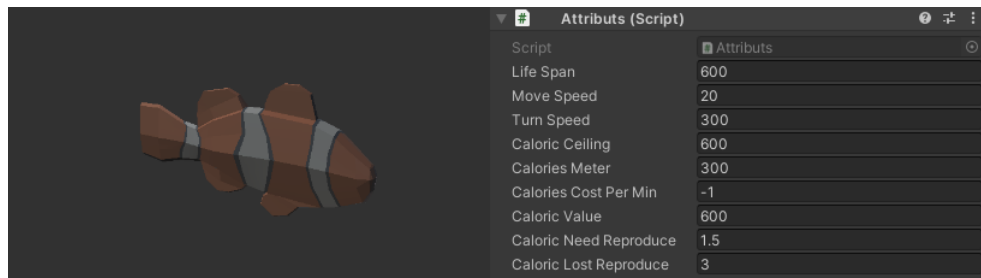 # Attributs (Script)
Script Attributs
Life Span 600
Move Speed 20
Turn Speed 300
Caloric Ceiling 600
Calories Meter 300
Calories Cost Per Min -1
Caloric Value 600
Caloric Need Reproduce 1.5
Caloric Lost Reproduce 3